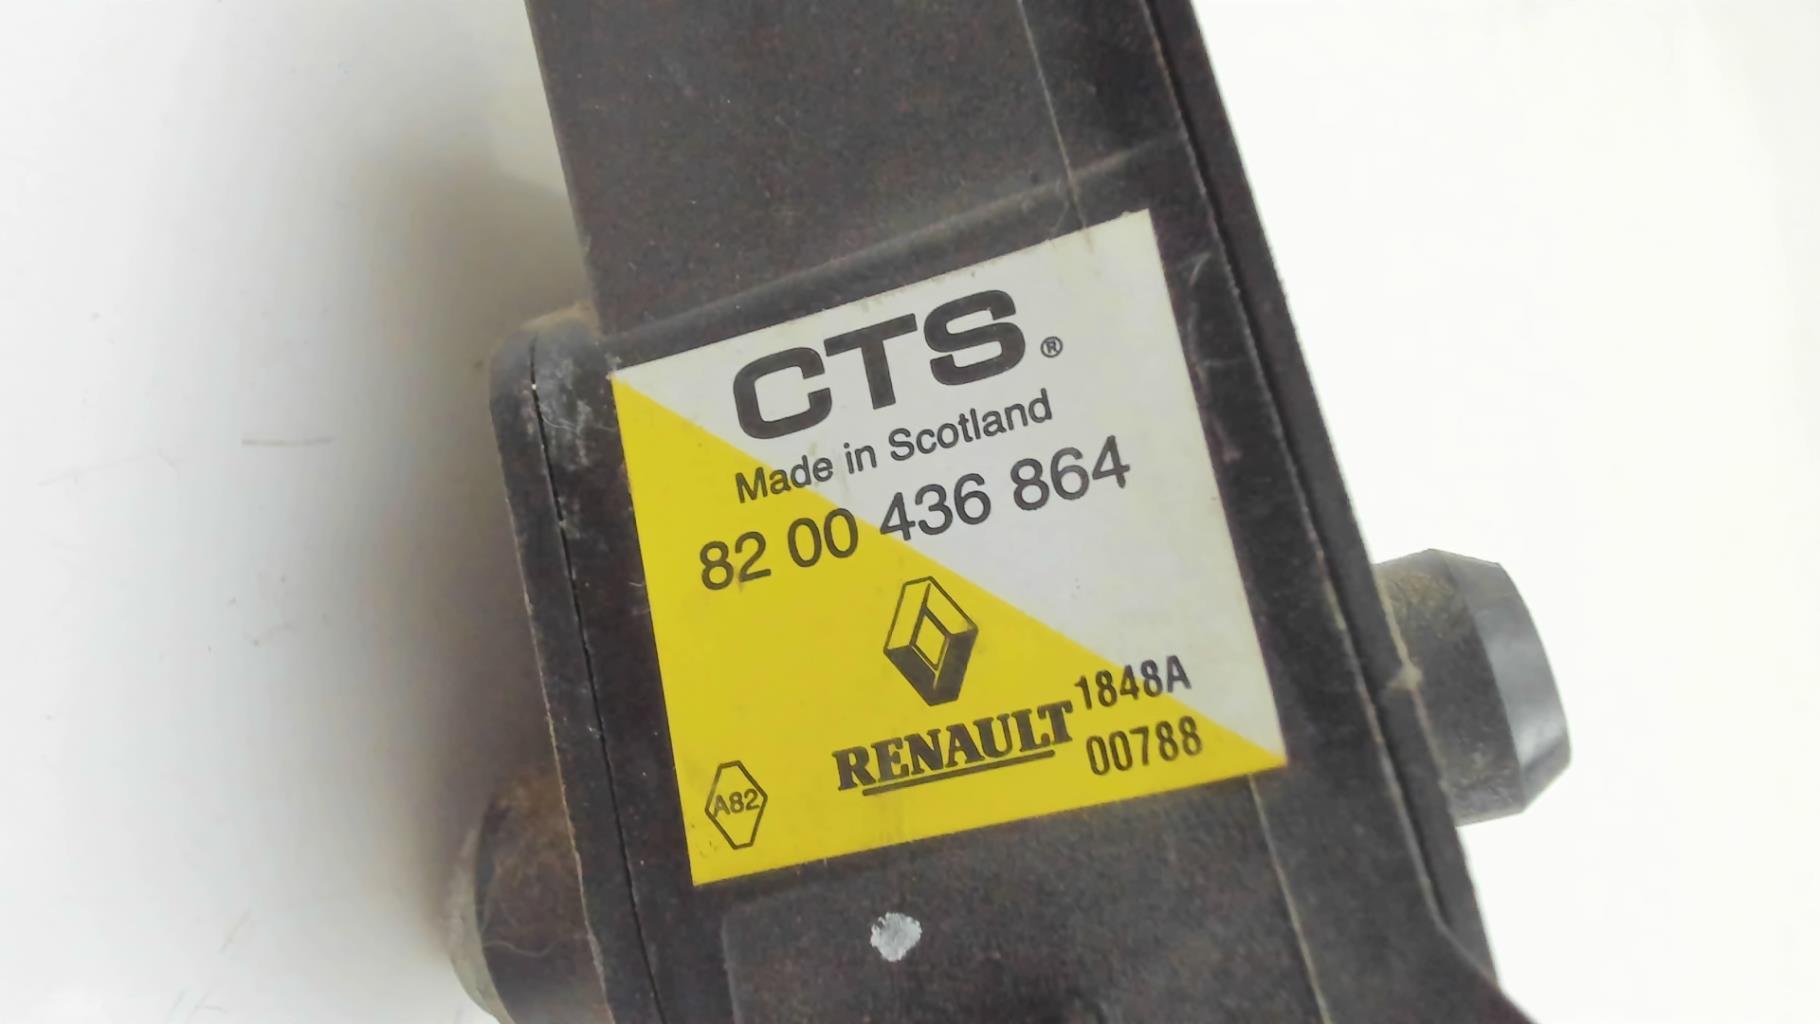 CTS®
Made in Scotland
82 00 436 864
RENAULT
1848A
00788
A82